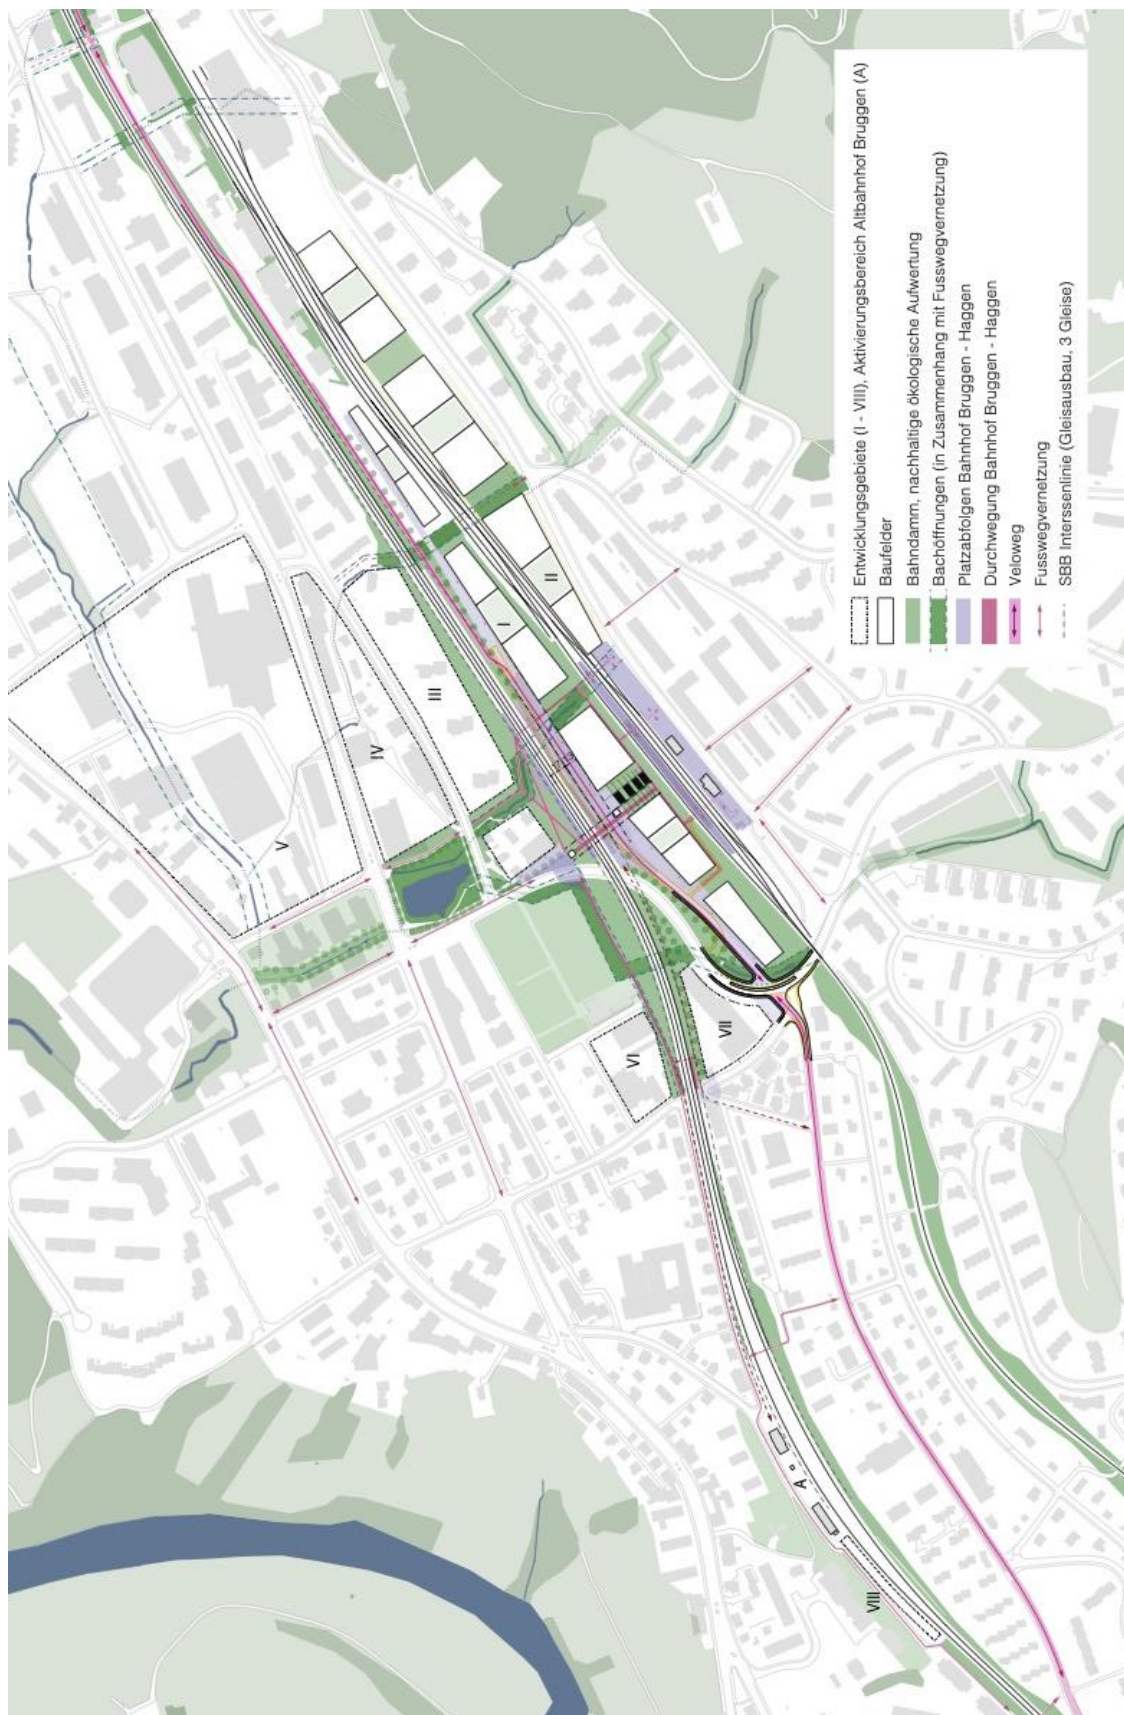 Entwicklungsgebiete (I - VIII), Aktivierungsbereich Altbahnhof Bruggen (A)
Baufelder
Bahndamm, nachhaltige ökologische Aufwertung
Bachöffnungen (in Zusammenhang mit Fusswegvernetzung)
Platzabfolgen Bahnhof Bruggen - Haggen
Durchwegung Bahnhof Bruggen - Haggen
Veloweg
Fusswegvernetzung
SBB Interssenlinie (Gleisausbau, 3 Gleise)
V
IV
III
II
I
VI
VII
A
VIII